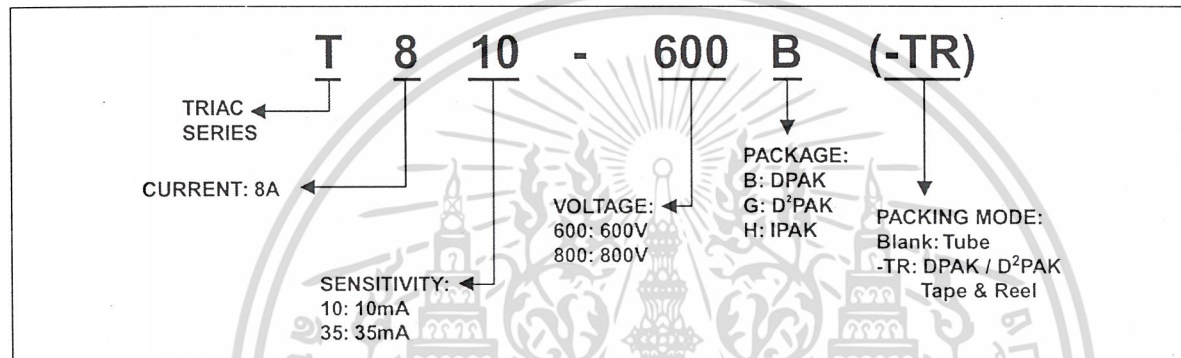 T 8 10 - 600 B (-TR)
TRIAC
SERIES
CURRENT: 8A
SENSITIVITY:
10: 10mA
35: 35mA
VOLTAGE:
600: 600V
800: 800V
PACKAGE:
B: DPAK
G: D²PAK
H: IPAK
PACKING MODE:
Blank: Tube
-TR: DPAK / D²PAK
Tape & Reel